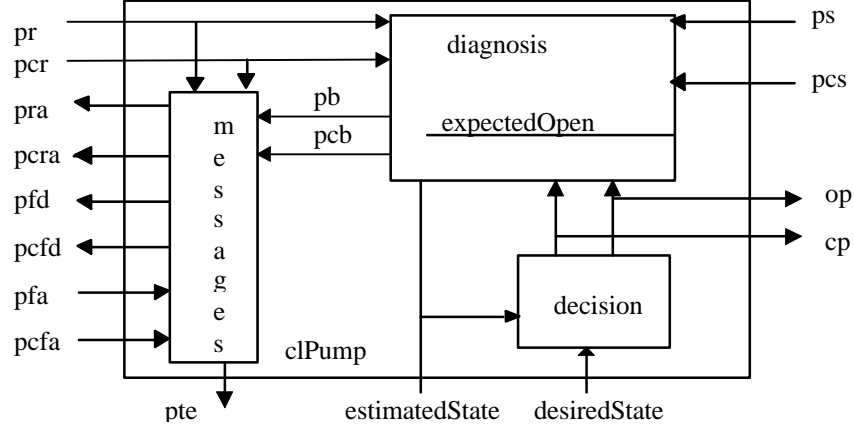 pr
pcr
pra
pcra
pfd
pcfd
pfa
pcfa
messages
pb
pcb
diagnosis
expectedOpen
ps
pcs
op
cp
decision
clPump
pte
estimatedState
desiredState